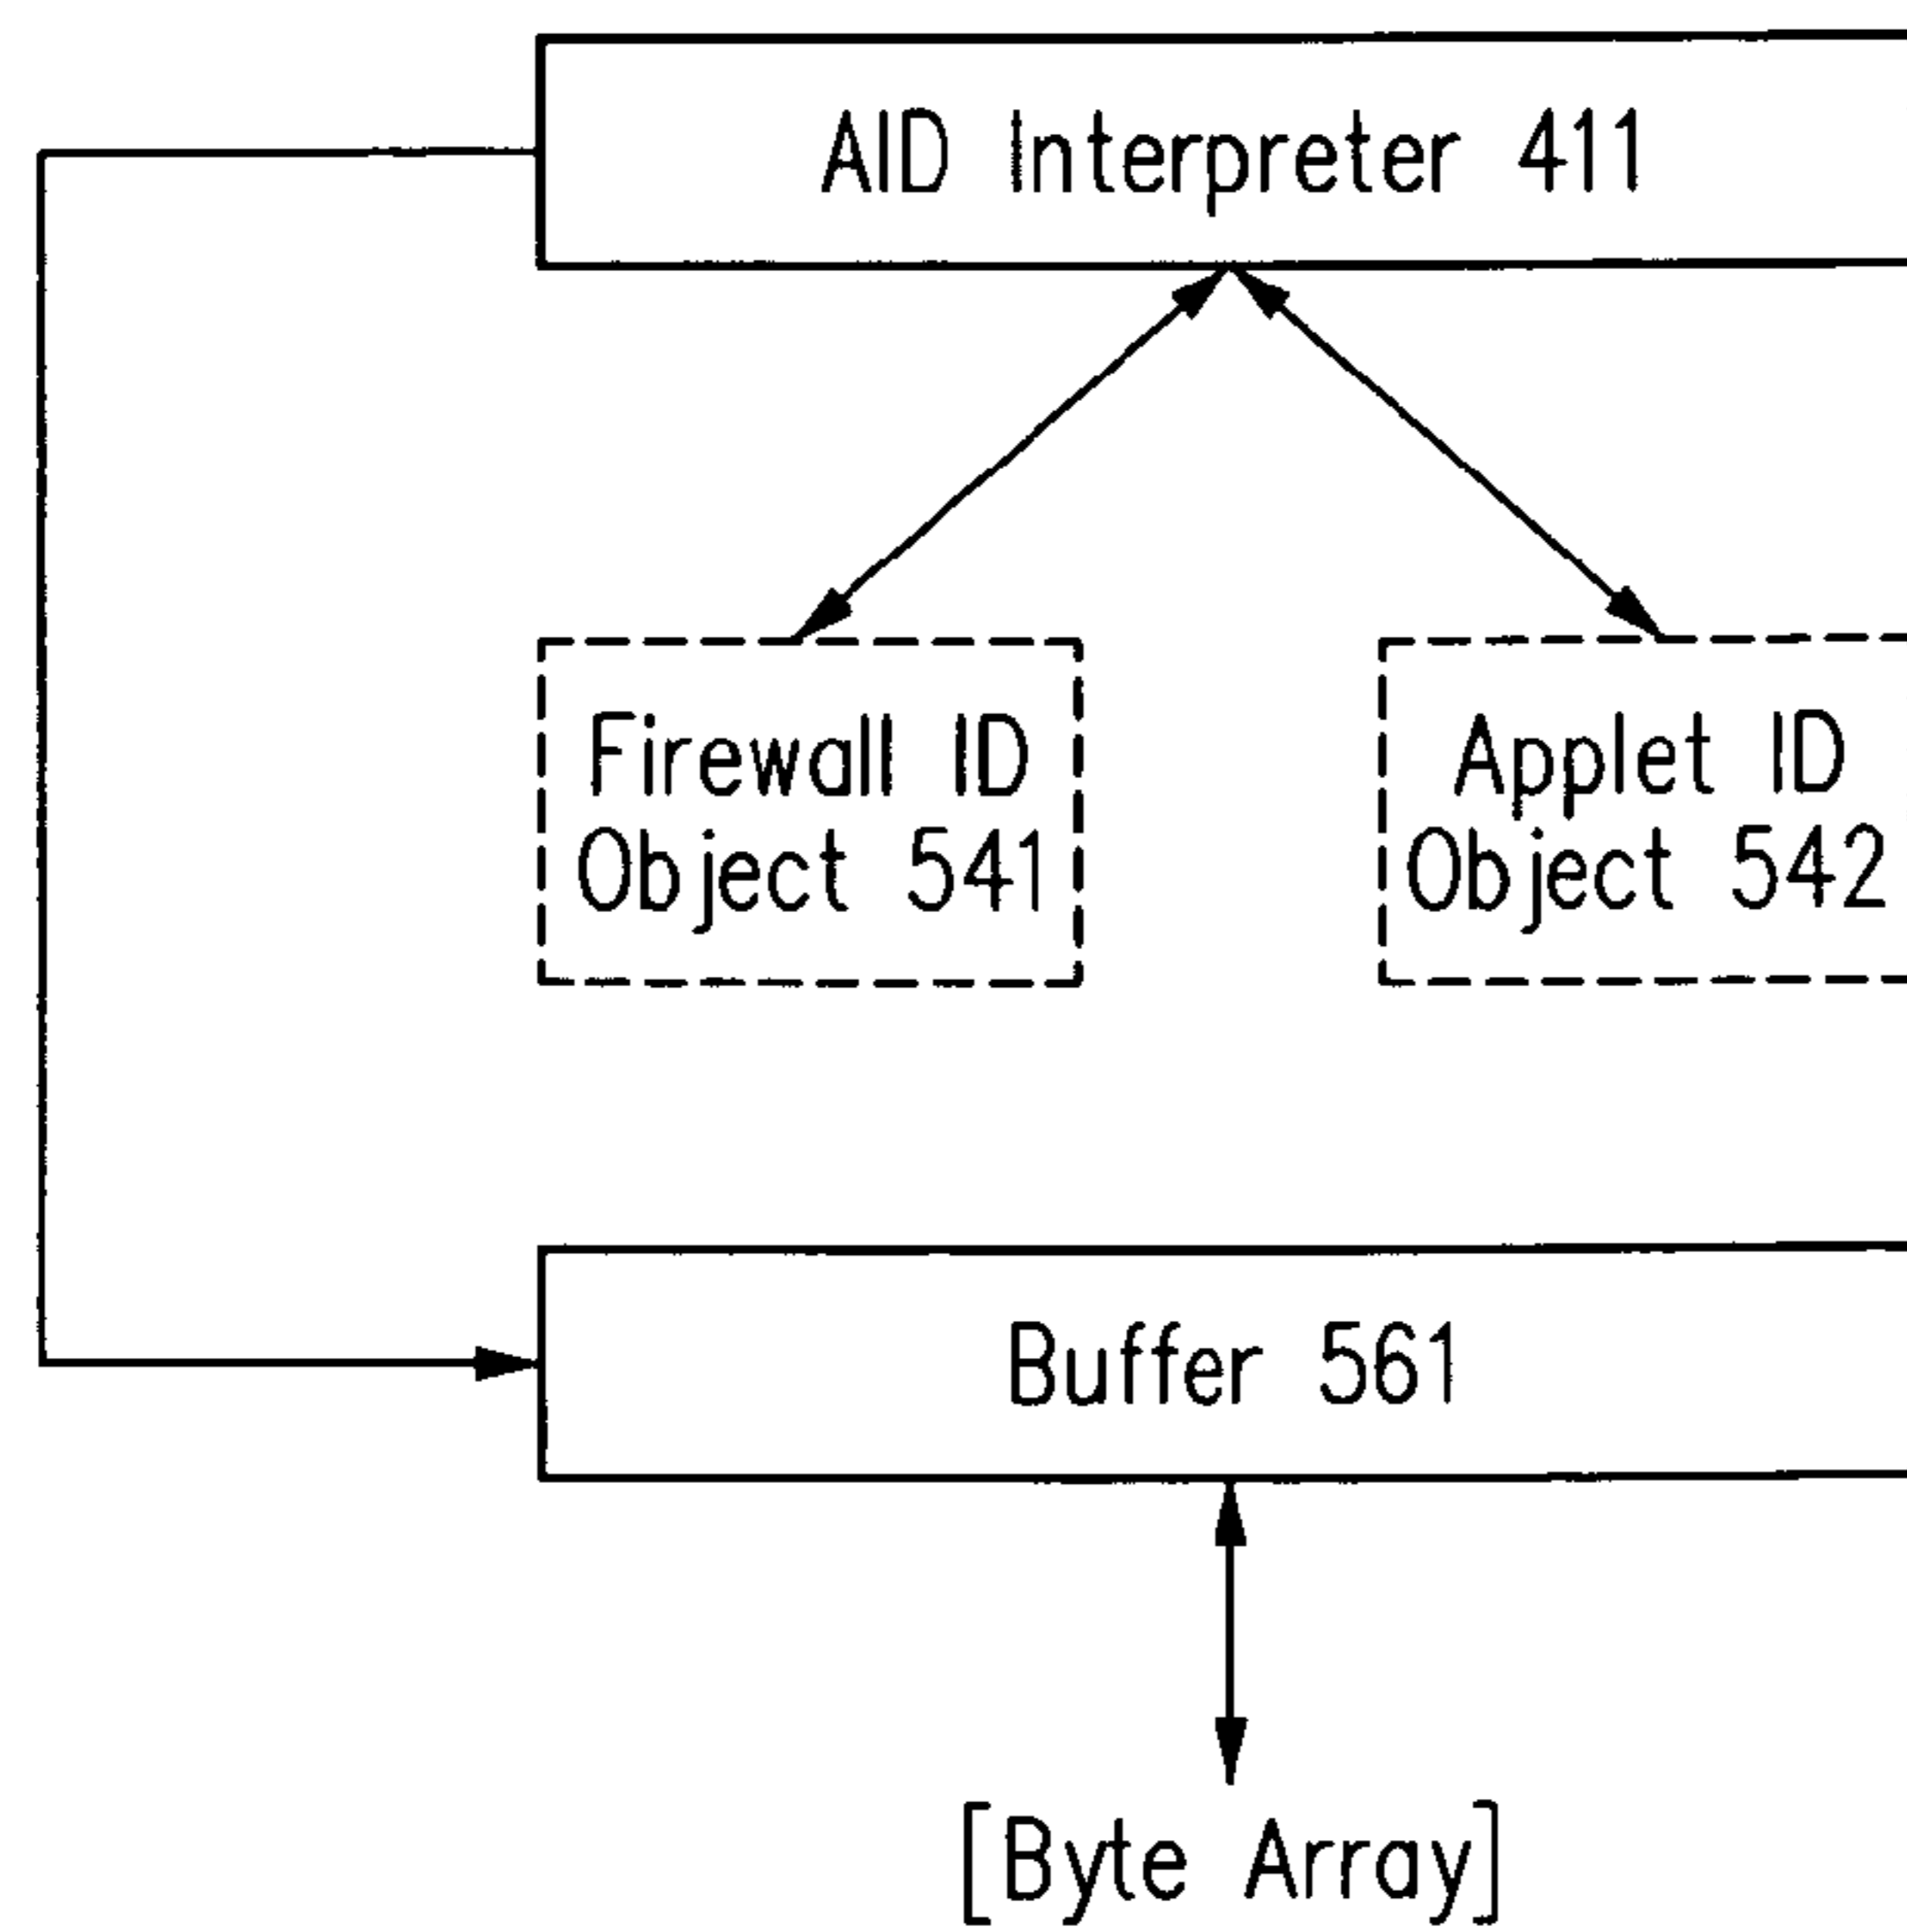 AID Interpreter 411
Firewall ID
Object 541
Applet ID
Object 542
Buffer 561
[Byte Array]